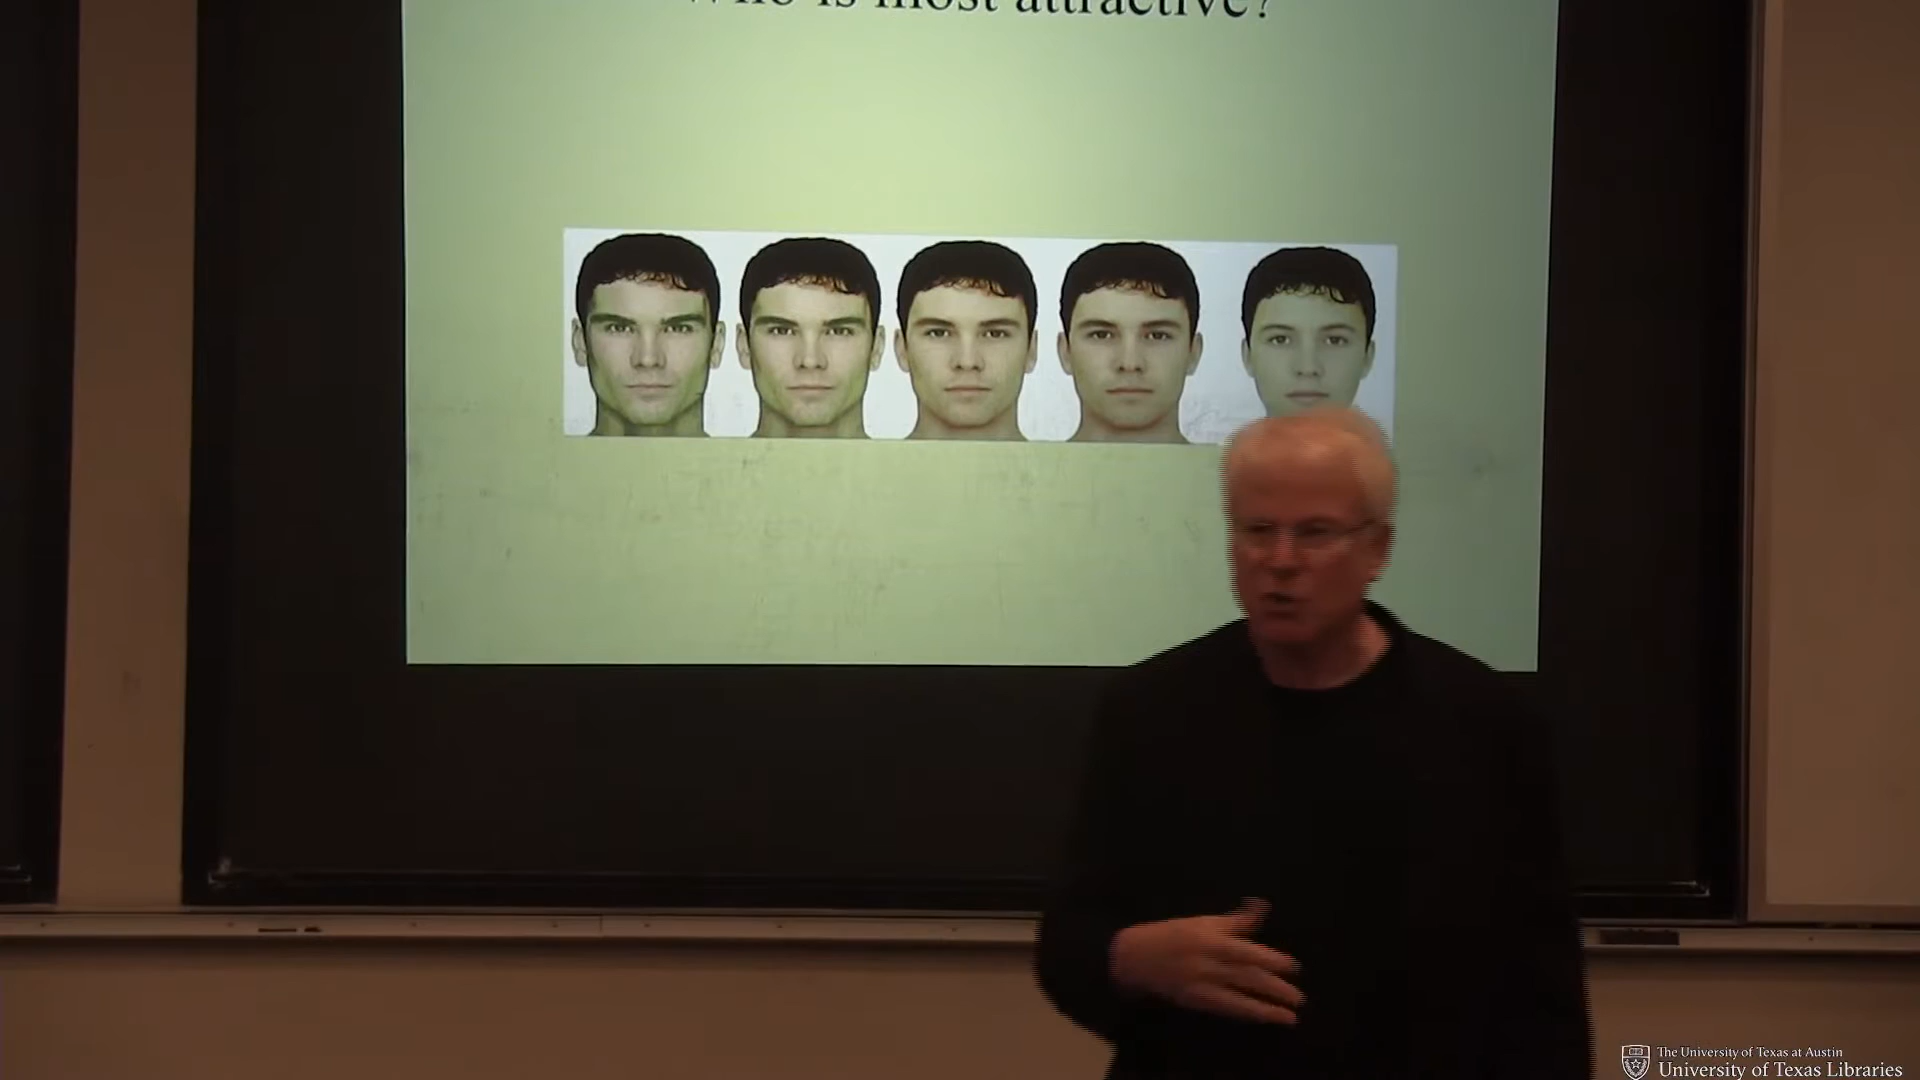 Who is most attractive?
The University of Texas at Austin
University of Texas Libraries